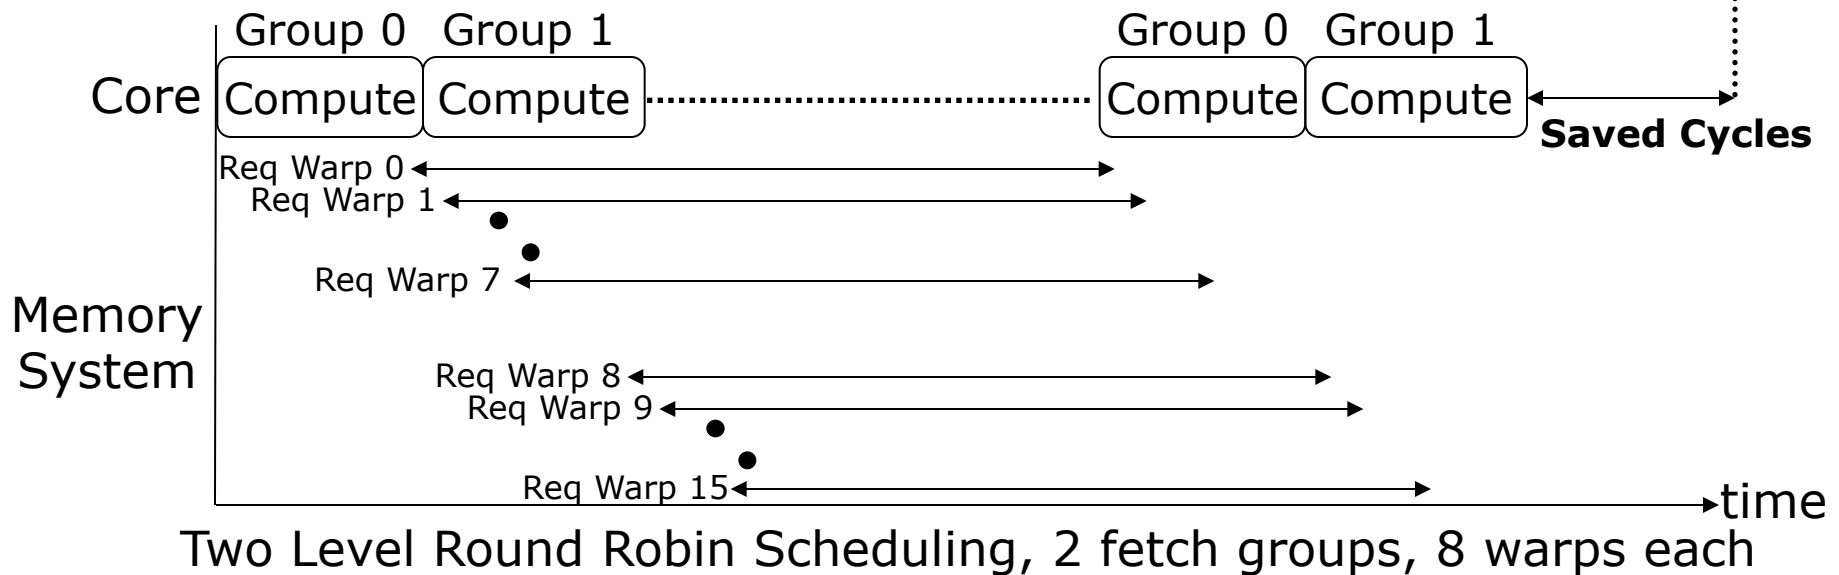 Group 0 Group 1 Group 0 Group 1
Core Compute Compute Compute Compute
Saved Cycles
Req Warp 0
Req Warp 1
Req Warp 7
Memory
System
Req Warp 8
Req Warp 9
Req Warp 15
time
Two Level Round Robin Scheduling, 2 fetch groups, 8 warps each